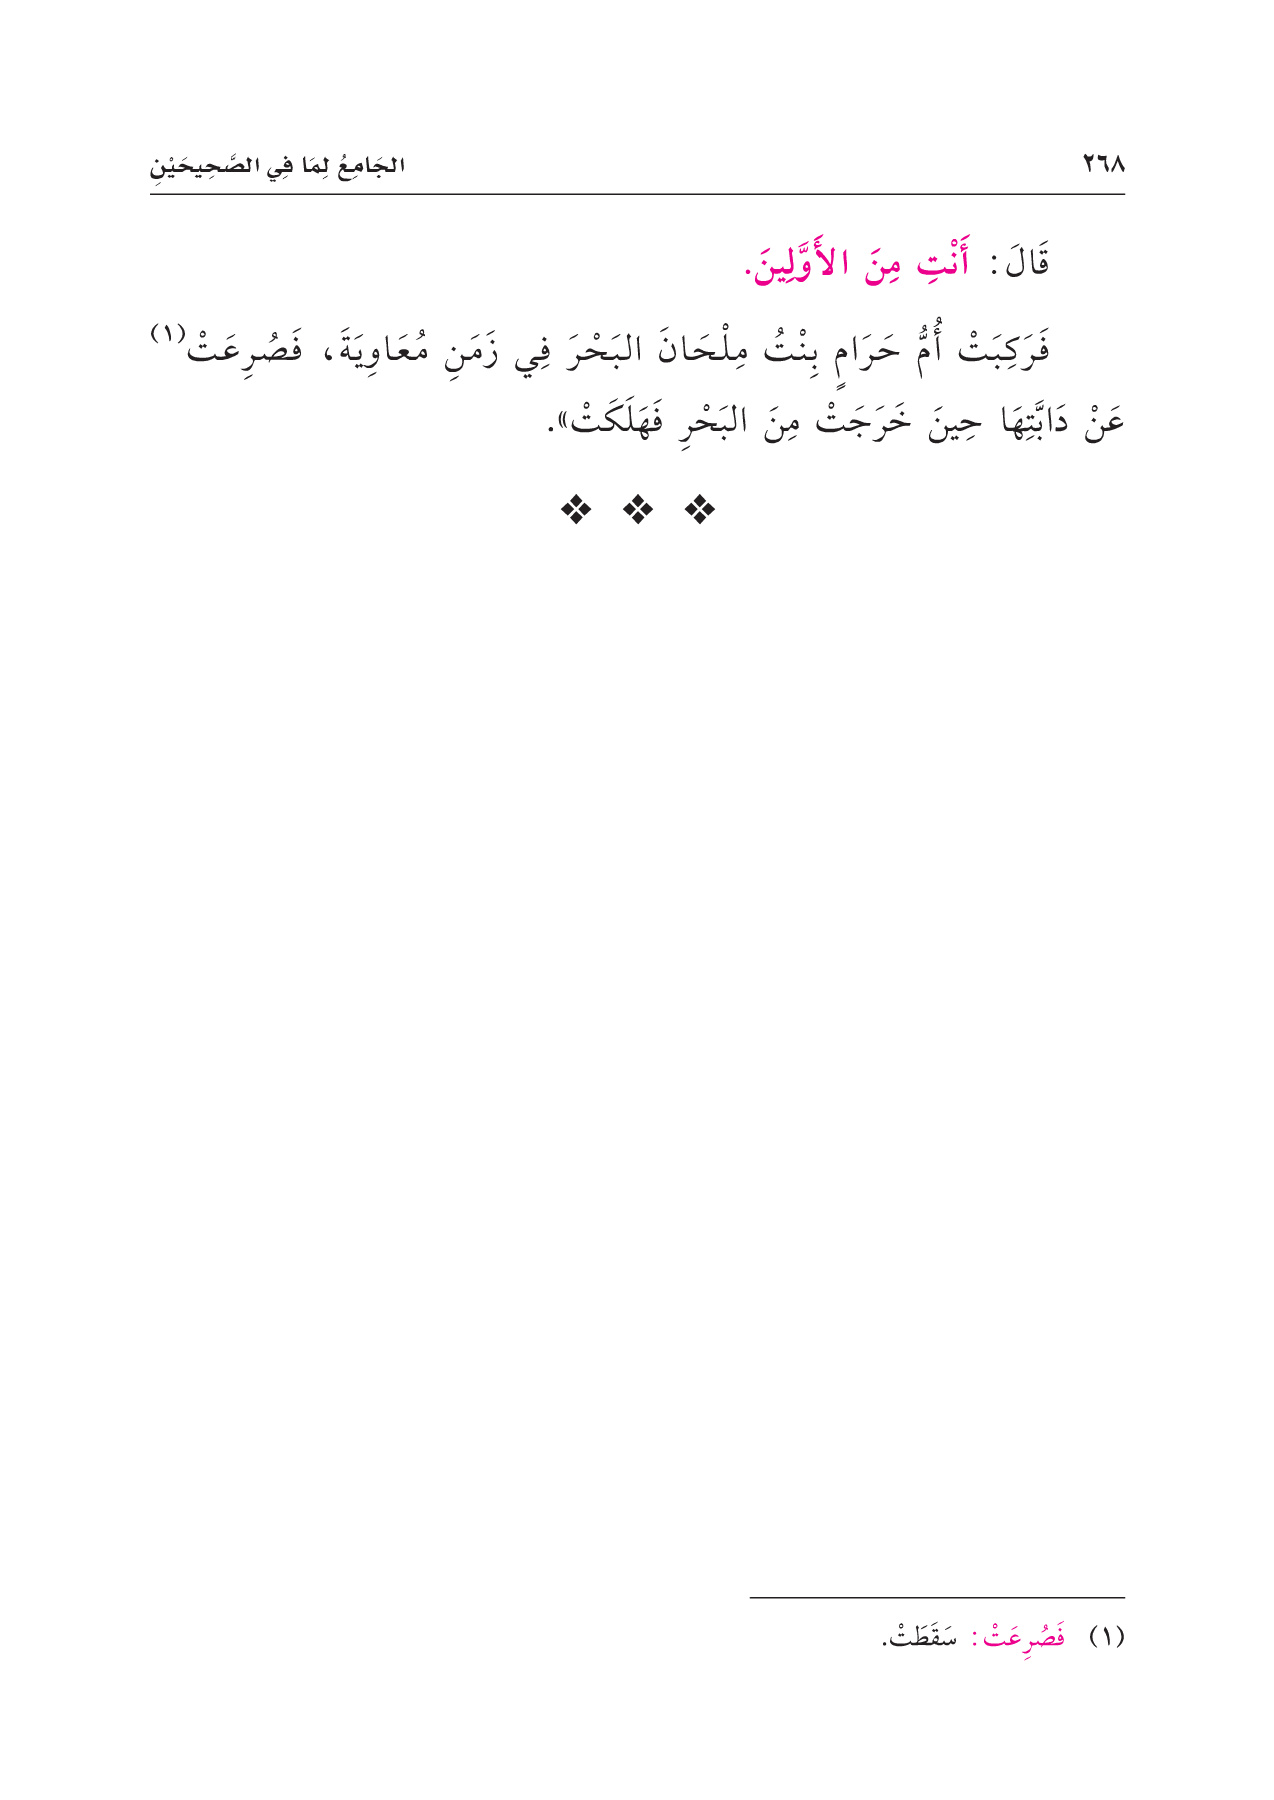 ٢٦٨ الجَامِعُ لِمَا فِي الصَّحِيحَيْنِ
قَالَ: أَنْتِ مِنَ الأَوَّلِينَ.
فَرَكِبَتْ أُمُّ حَرَامٍ بِنْتُ مِلْحَانَ البَحْرَ فِي زَمَنِ مُعَاوِيَةَ، فَصُرِعَتْ(١)
عَنْ دَابَّتِهَا حِينَ خَرَجَتْ مِنَ البَحْرِ فَهَلَكَتْ».
(١) فَصُرِعَتْ: سَقَطَتْ.